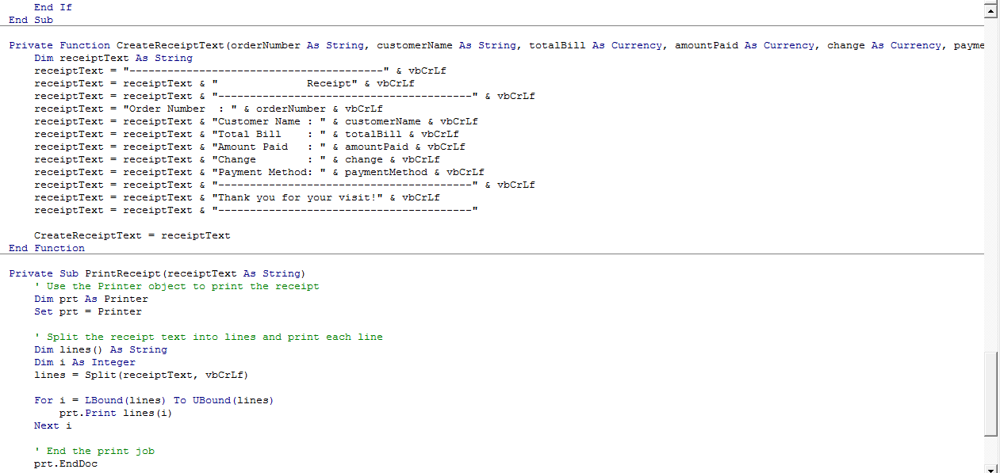 End If
End Sub
Private Function CreateReceiptText(orderNumber As String, customerName As String, totalBill As Currency, amountPaid As Currency, change As Currency, payme
    Dim receiptText As String
    receiptText = "----------------------------------------" & vbCrLf
    receiptText = receiptText & "              Receipt" & vbCrLf
    receiptText = receiptText & "----------------------------------------" & vbCrLf
    receiptText = "Order Number  : " & orderNumber & vbCrLf
    receiptText = receiptText & "Customer Name : " & customerName & vbCrLf
    receiptText = receiptText & "Total Bill    : " & totalBill & vbCrLf
    receiptText = receiptText & "Amount Paid   : " & amountPaid & vbCrLf
    receiptText = receiptText & "Change        : " & change & vbCrLf
    receiptText = receiptText & "Payment Method: " & paymentMethod & vbCrLf
    receiptText = receiptText & "----------------------------------------" & vbCrLf
    receiptText = receiptText & "Thank you for your visit!" & vbCrLf
    receiptText = receiptText & "----------------------------------------"
    CreateReceiptText = receiptText
End Function
Private Sub PrintReceipt(receiptText As String)
    ' Use the Printer object to print the receipt
    Dim prt As Printer
    Set prt = Printer
    ' Split the receipt text into lines and print each line
    Dim lines() As String
    Dim i As Integer
    lines = Split(receiptText, vbCrLf)
    For i = LBound(lines) To UBound(lines)
        prt.Print lines(i)
    Next i
    ' End the print job
    prt.EndDoc